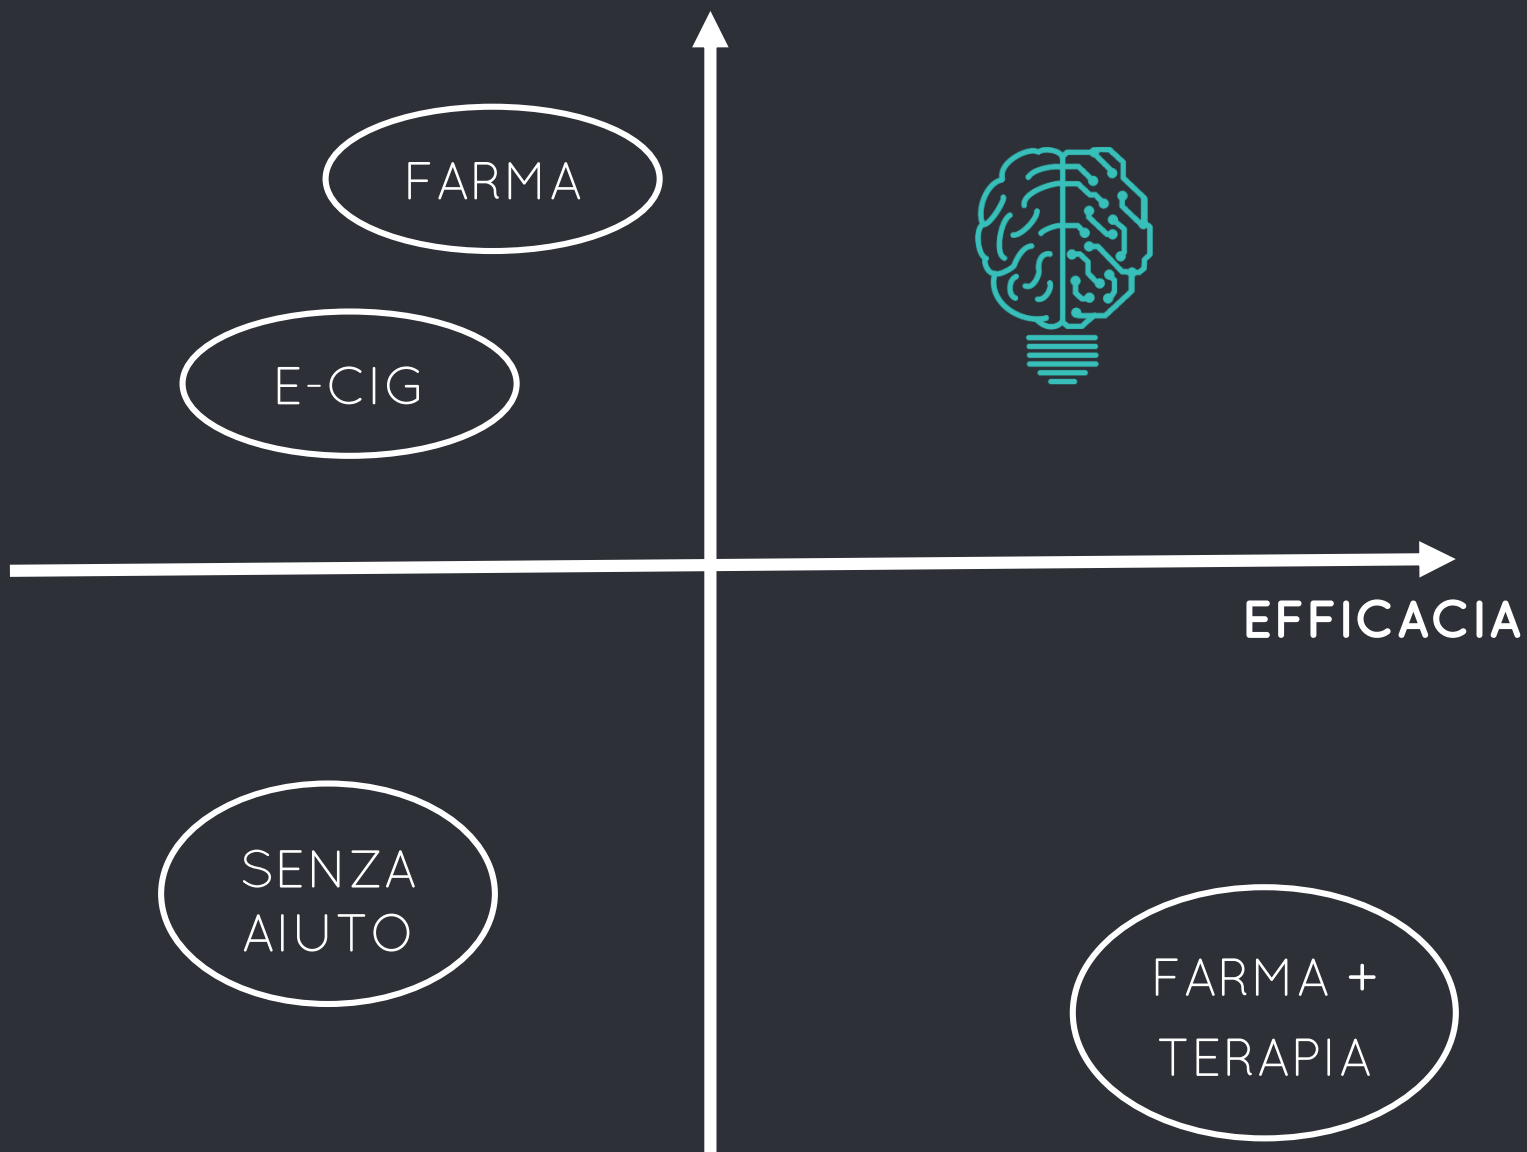 FARMA
E-CIG
EFFICACIA
SENZA
AIUTO
FARMA +
TERAPIA